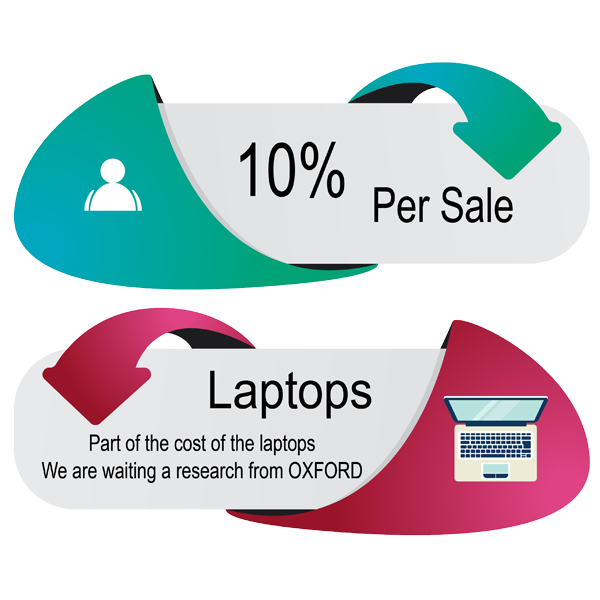 10%
Per Sale
Laptops
Part of the cost of the laptops
We are waiting a research from OXFORD